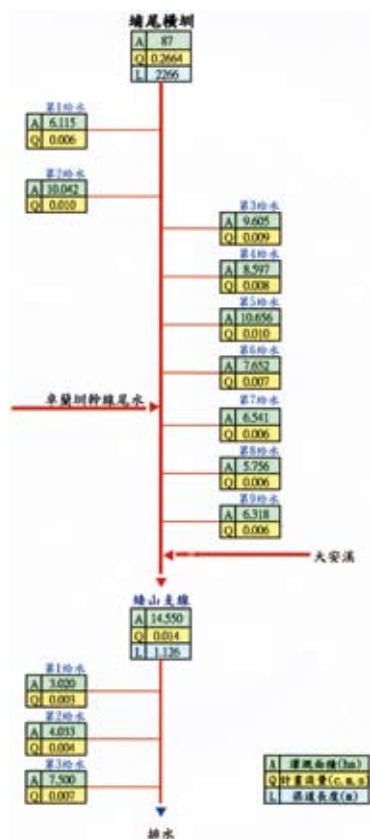 埔尾橫圳
A 87
Q 0.2664
L 2266
第1給水
A 6.115
Q 0.006
第2給水
A 10.042
Q 0.010
第3給水
A 9.605
Q 0.009
第4給水
A 8.597
Q 0.008
第5給水
A 10.656
Q 0.010
第6給水
A 7.652
Q 0.007
卓蘭圳幹線尾水
第7給水
A 6.541
Q 0.006
第8給水
A 5.756
Q 0.006
第9給水
A 6.318
Q 0.006
大安溪
山支線
A 14.550
Q 0.014
L 1.126
第1給水
A 3.020
Q 0.003
第2給水
A 4.033
Q 0.004
第3給水
A 7.500
Q 0.007
排水
A 灌溉面積(ha)
Q 計畫流量(c.m.s)
L 渠道長度(m)